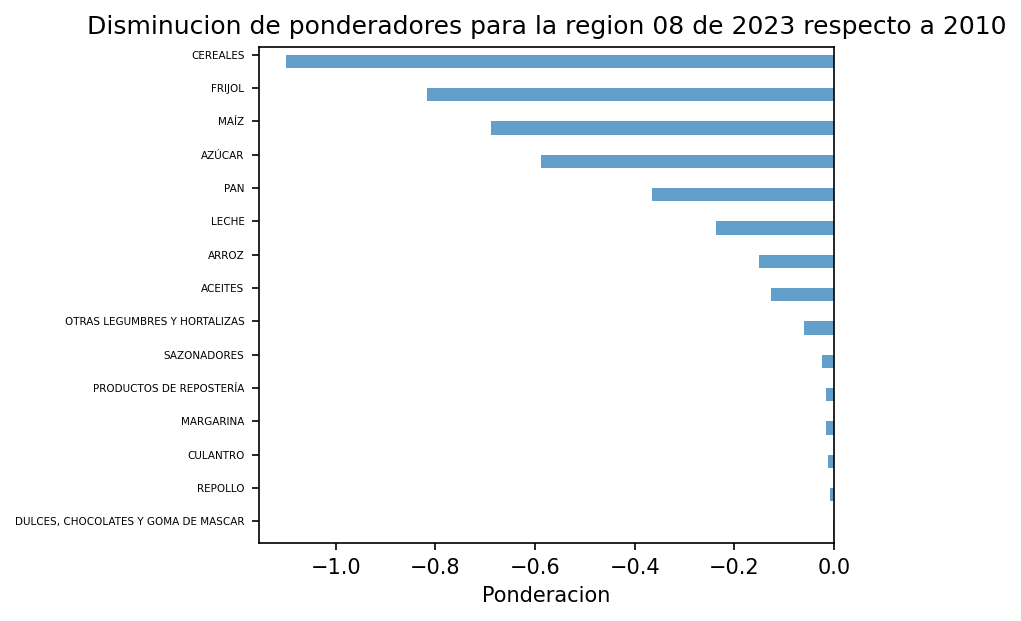 Disminucion de ponderadores para la region 08 de 2023 respecto a 2010
CEREALES
FRIJOL
MAÍZ
AZÚCAR
PAN
LECHE
ARROZ
ACEITES
OTRAS LEGUMBRES Y HORTALIZAS
SAZONADORES
PRODUCTOS DE REPOSTERÍA
MARGARINA
CULANTRO
REPOLLO
DULCES, CHOCOLATES Y GOMA DE MASCAR
−1.0 −0.8 −0.6 −0.4 −0.2 0.0
Ponderacion